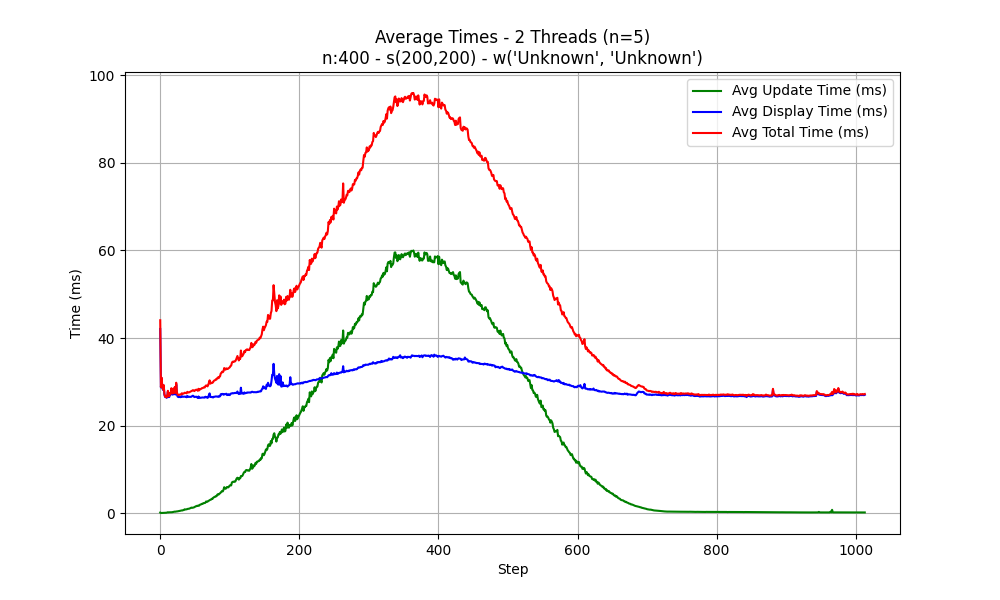 Average Times - 2 Threads (n=5)
n:400 - s(200,200) - w('Unknown', 'Unknown')
Avg Update Time (ms)
Avg Display Time (ms)
Avg Total Time (ms)
Time (ms)
100
80
60
40
20
0
0 200 400 600 800 1000
Step